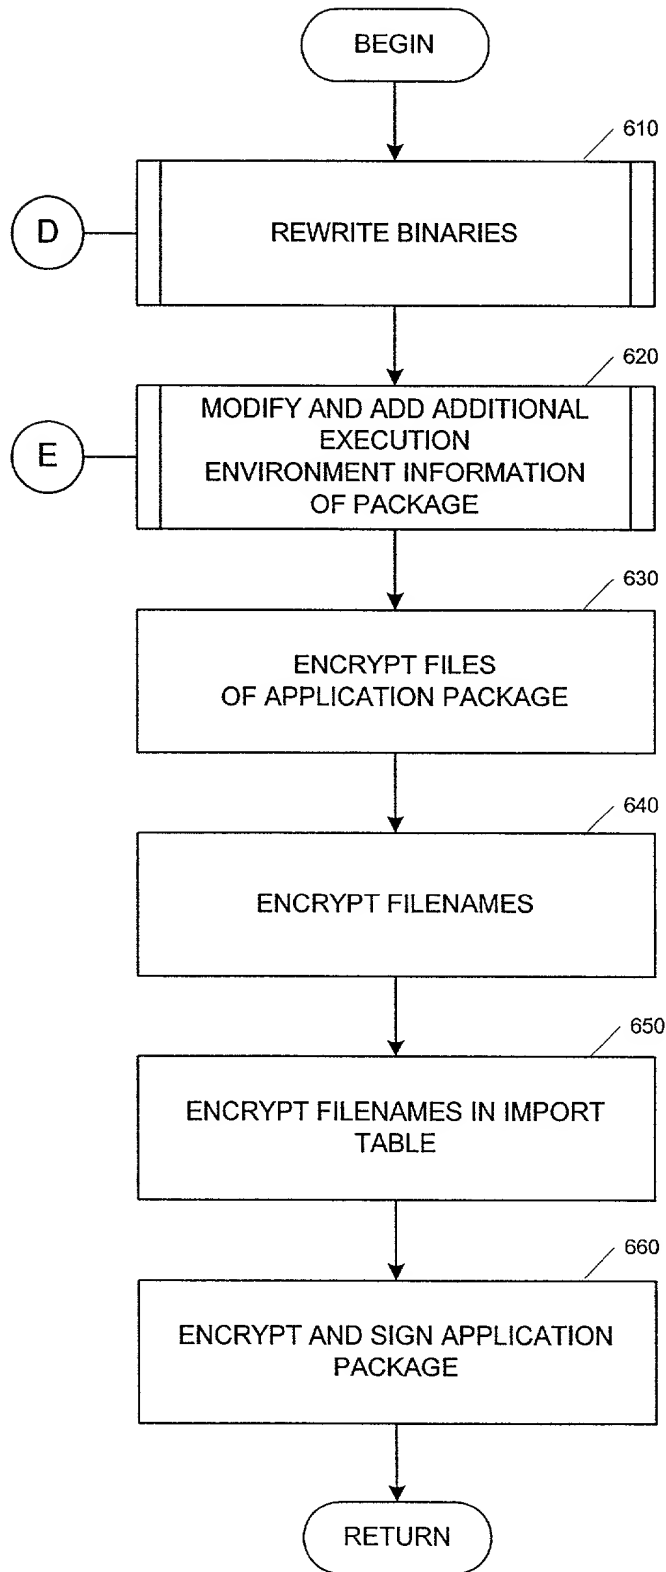 BEGIN
610
D
REWRITE BINARIES
620
E
MODIFY AND ADD ADDITIONAL
EXECUTION
ENVIRONMENT INFORMATION
OF PACKAGE
630
ENCRYPT FILES
OF APPLICATION PACKAGE
640
ENCRYPT FILENAMES
650
ENCRYPT FILENAMES IN IMPORT
TABLE
660
ENCRYPT AND SIGN APPLICATION
PACKAGE
RETURN